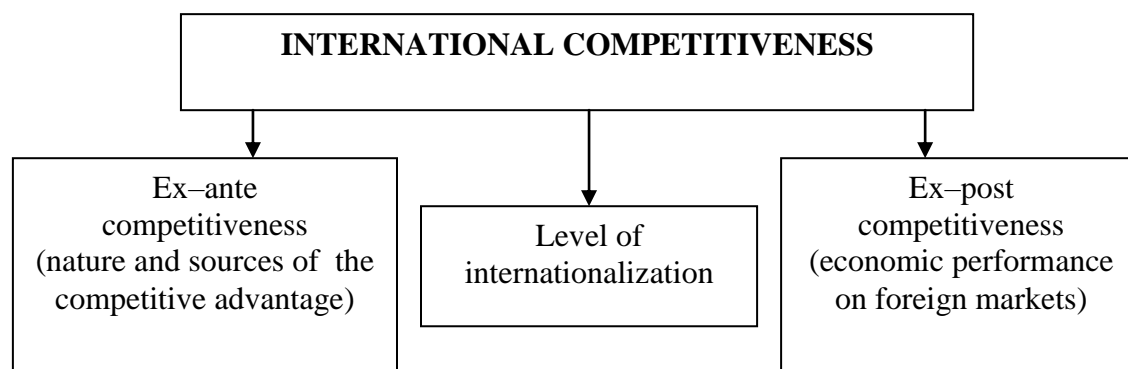 INTERNATIONAL COMPETITIVENESS
Ex–ante
competitiveness
(nature and sources of  the
competitive advantage)
Level of
internationalization
Ex–post
competitiveness
(economic performance
on foreign markets)